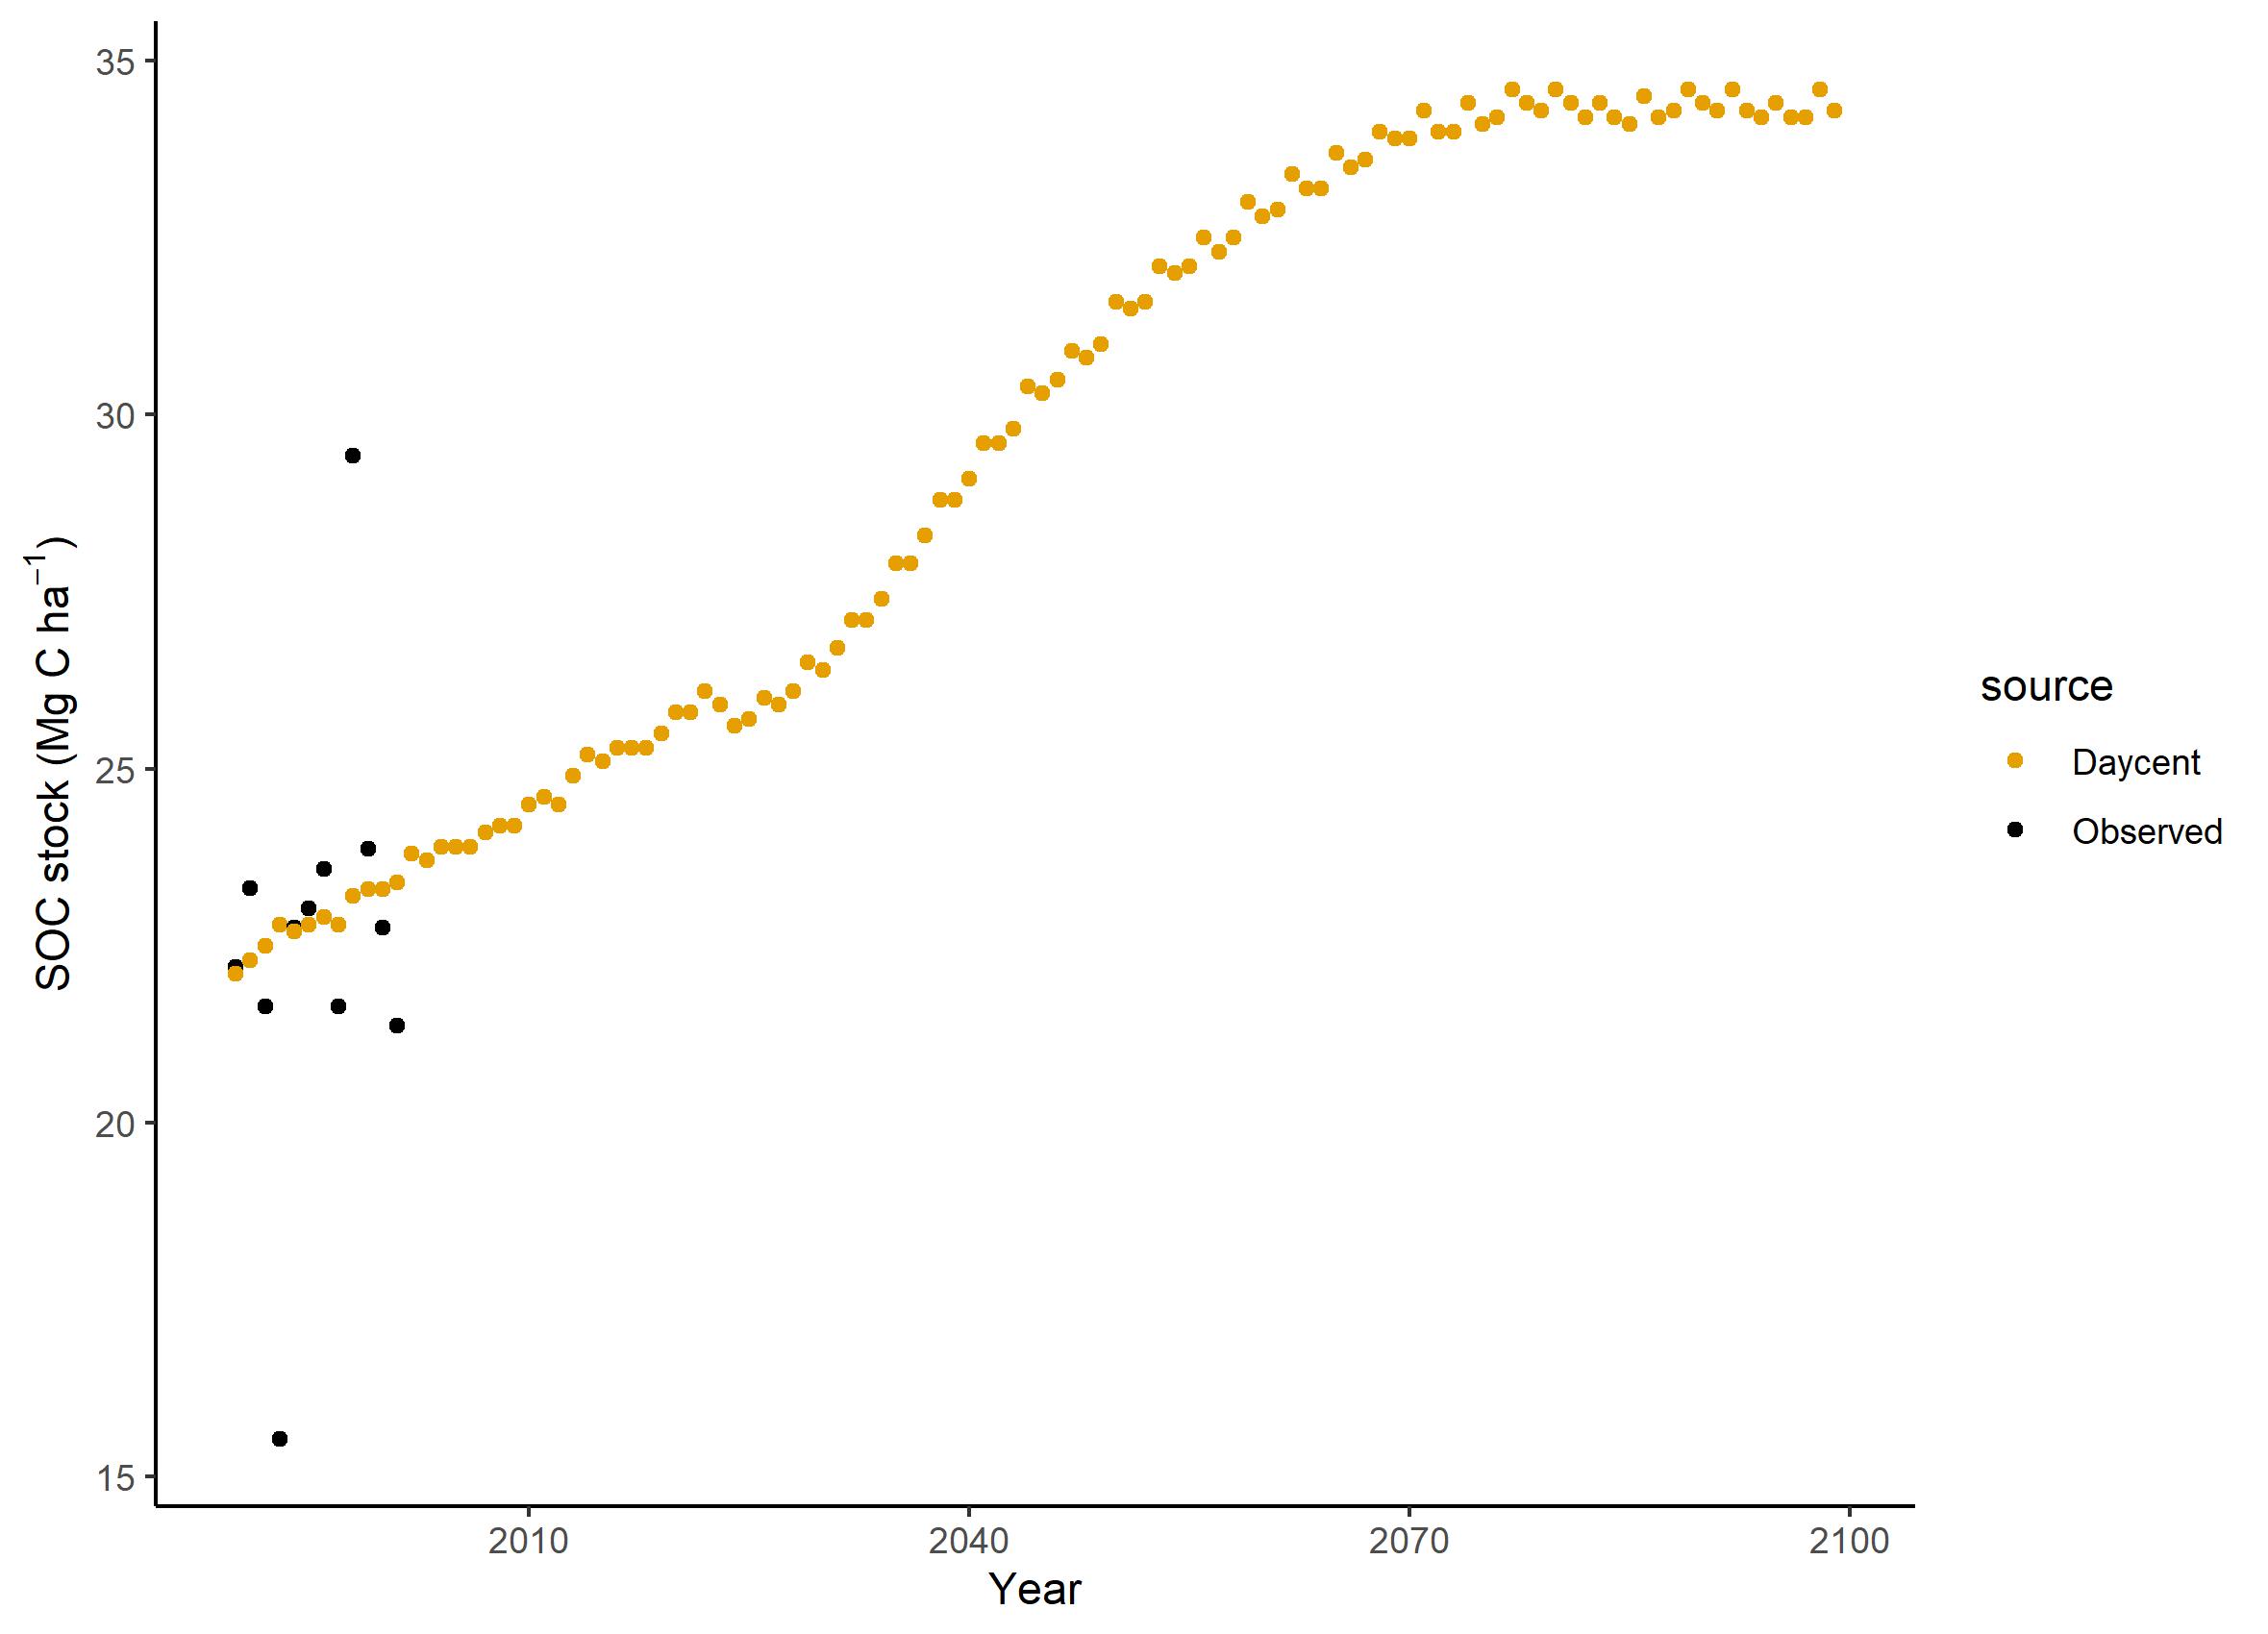 35
30
25
20
15
SOC stock (Mg C ha⁻¹)
2010 2040 2070 2100
Year
source
Daycent
Observed